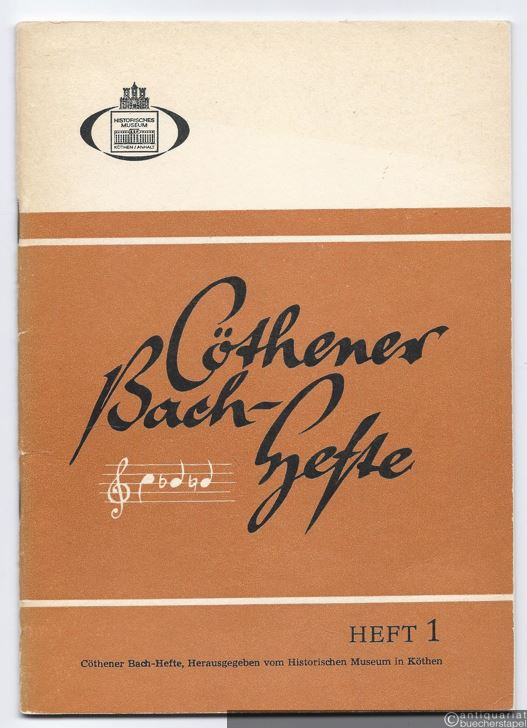 HISTORISCHES
MUSEUM
KÖTHEN / ANHALT
Cöthener
Bach-
Hefte
HEFT 1
Cöthener Bach-Hefte, Herausgegeben vom Historischen Museum in Köthen
antiquariat
buecherstapel